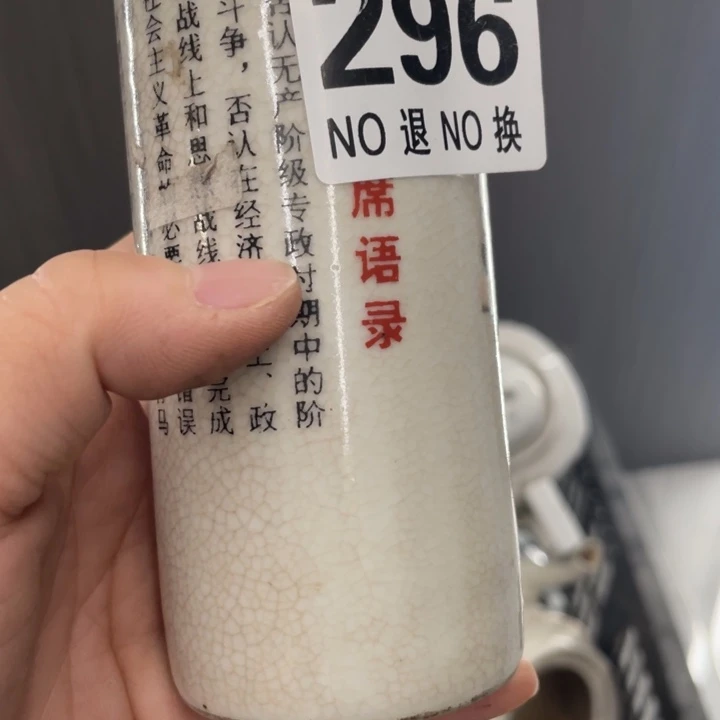 296
NO 退 NO 换
席语录
否认无产阶级专政时期中的阶
斗争，否认在经济上、政
战线上和思战线完成
会主义革命必要错误马